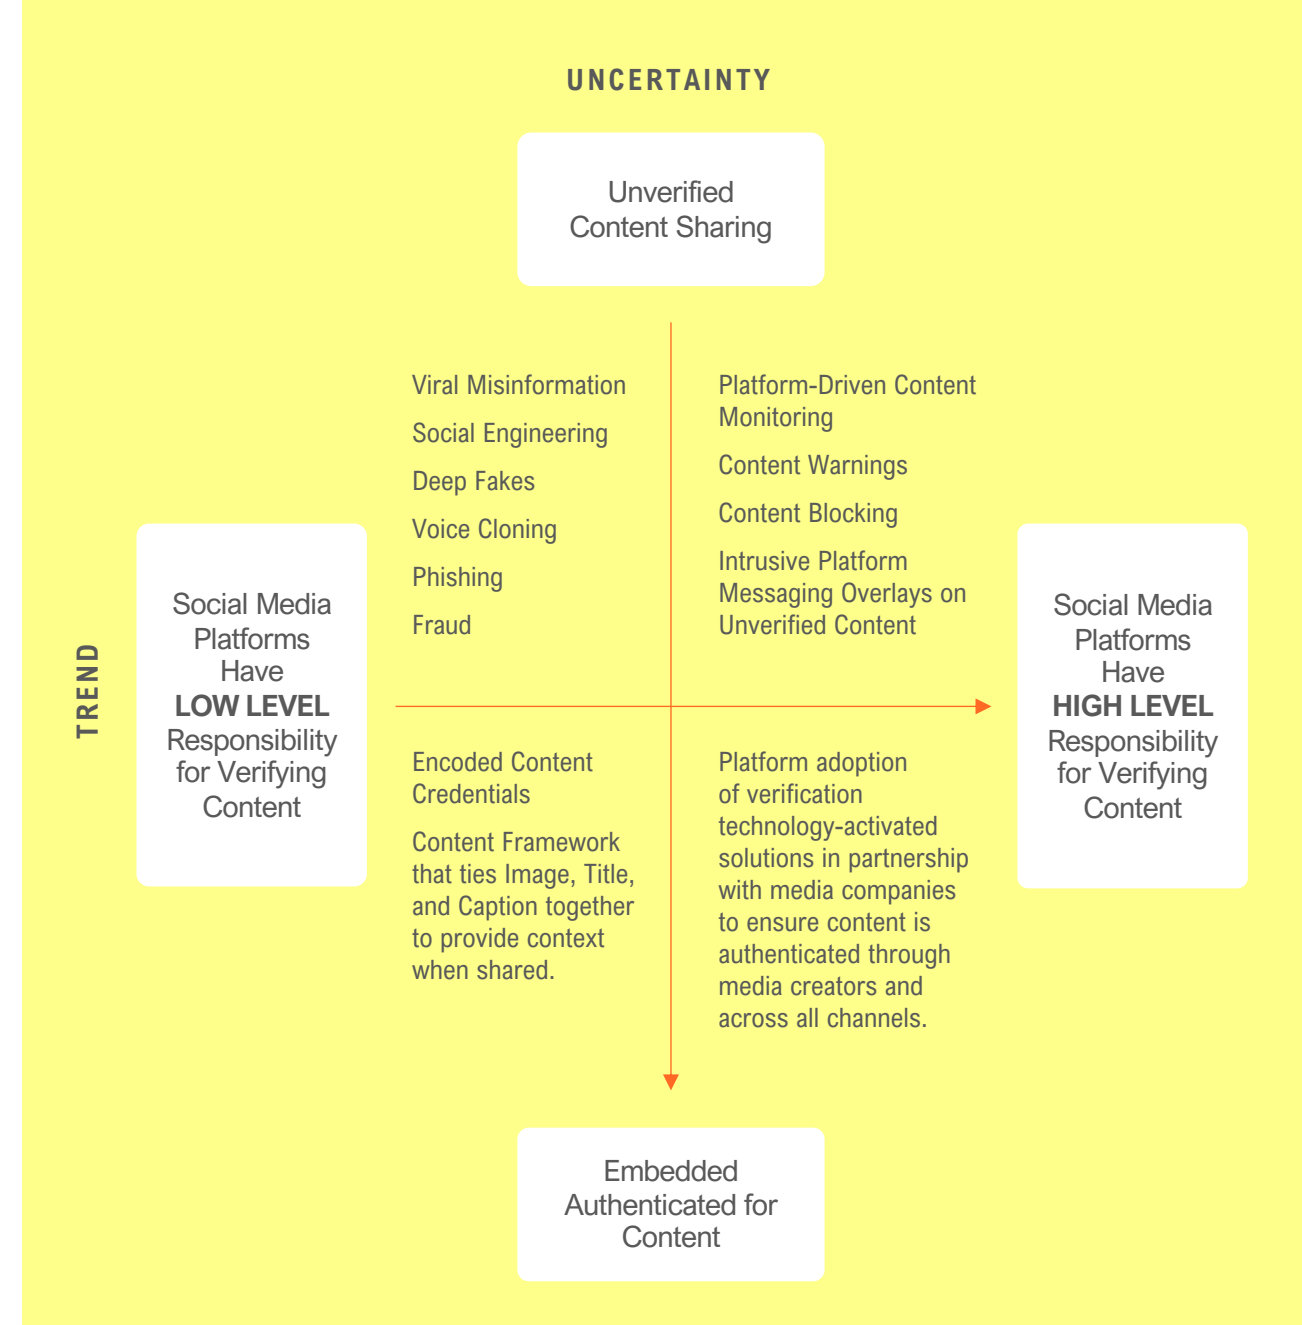 UNCERTAINTY
Unverified
Content Sharing
Viral Misinformation
Social Engineering
Deep Fakes
Voice Cloning
Phishing
Fraud
Platform-Driven Content
Monitoring
Content Warnings
Content Blocking
Intrusive Platform
Messaging Overlays on
Unverified Content
TREND
Social Media
Platforms
Have
LOW LEVEL
Responsibility
for Verifying
Content
Social Media
Platforms
Have
HIGH LEVEL
Responsibility
for Verifying
Content
Encoded Content
Credentials
Content Framework
that ties Image, Title,
and Caption together
to provide context
when shared.
Platform adoption
of verification
technology-activated
solutions in partnership
with media companies
to ensure content is
authenticated through
media creators and
across all channels.
Embedded
Authenticated for
Content